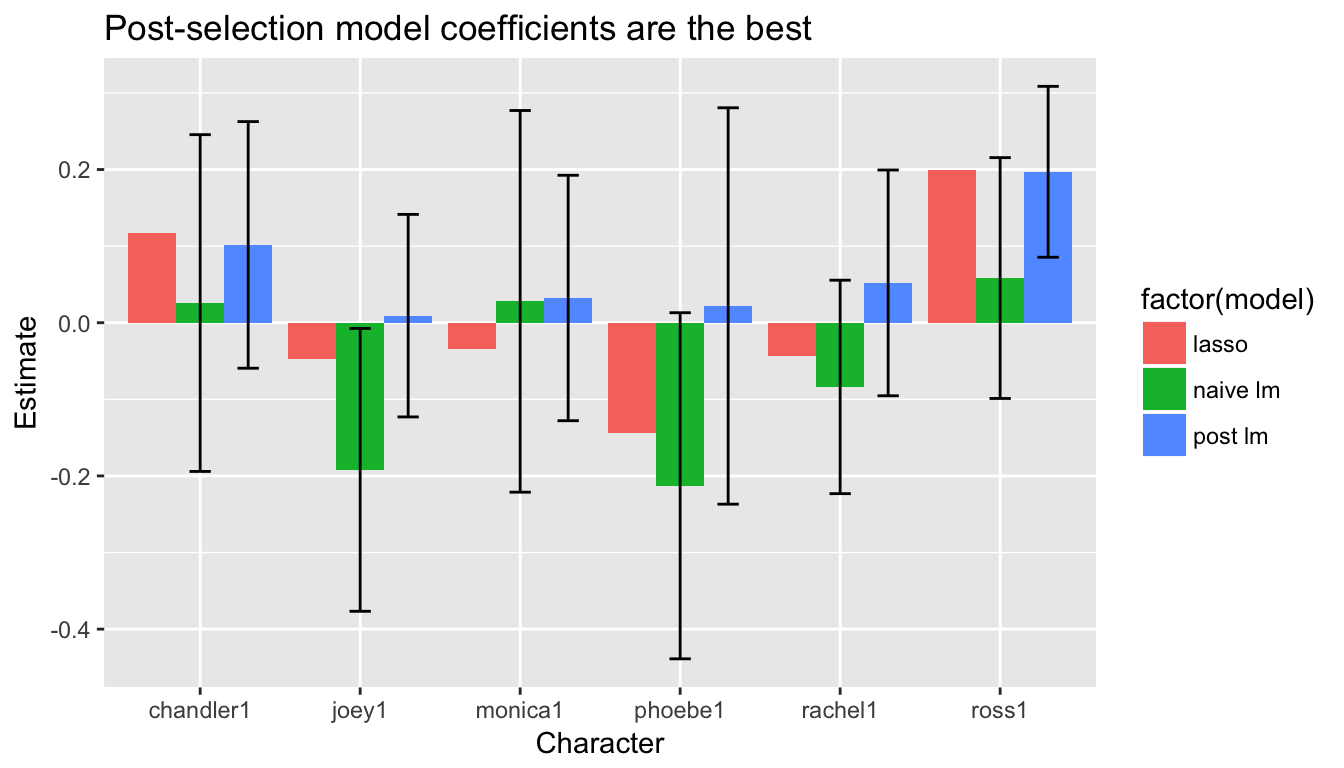 Post-selection model coefficients are the best
Estimate
0.2
0.0
-0.2
-0.4
chandler1 joey1 monica1 phoebe1 rachel1 ross1
Character
factor(model)
lasso
naive lm
post lm